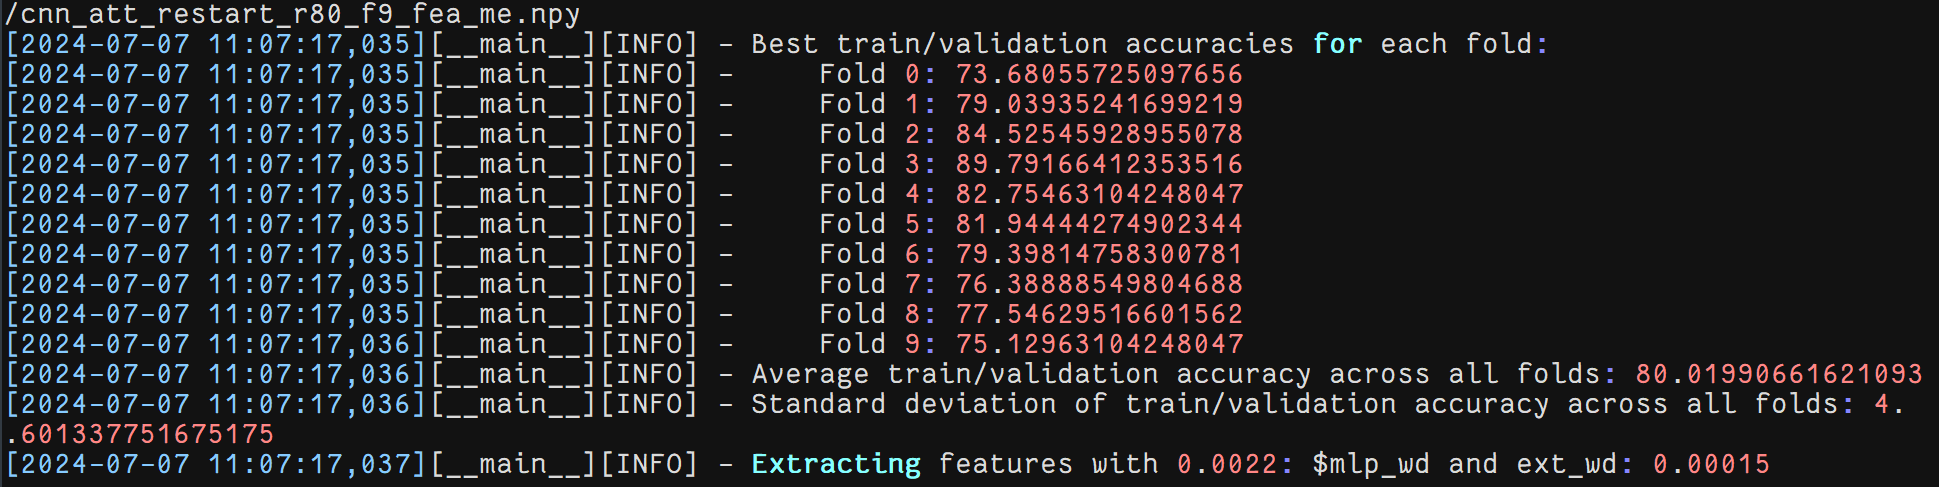 /cnn_att_restart_r80_f9_fea_me.npy
[2024-07-07 11:07:17,035][__main__][INFO] - Best train/validation accuracies for each fold:
[2024-07-07 11:07:17,035][__main__][INFO] -     Fold 0: 73.68055725097656
[2024-07-07 11:07:17,035][__main__][INFO] -     Fold 1: 79.03935241699219
[2024-07-07 11:07:17,035][__main__][INFO] -     Fold 2: 84.52545928955078
[2024-07-07 11:07:17,035][__main__][INFO] -     Fold 3: 89.79166412353516
[2024-07-07 11:07:17,035][__main__][INFO] -     Fold 4: 82.75463104248047
[2024-07-07 11:07:17,035][__main__][INFO] -     Fold 5: 81.94444274902344
[2024-07-07 11:07:17,035][__main__][INFO] -     Fold 6: 79.39814758300781
[2024-07-07 11:07:17,035][__main__][INFO] -     Fold 7: 76.38888549804688
[2024-07-07 11:07:17,035][__main__][INFO] -     Fold 8: 77.54629516601562
[2024-07-07 11:07:17,036][__main__][INFO] -     Fold 9: 75.12963104248047
[2024-07-07 11:07:17,036][__main__][INFO] - Average train/validation accuracy across all folds: 80.01990661621093
[2024-07-07 11:07:17,036][__main__][INFO] - Standard deviation of train/validation accuracy across all folds: 4.
.6013377751675175
[2024-07-07 11:07:17,037][__main__][INFO] - Extracting features with 0.0022: $mlp_wd and ext_wd: 0.00015